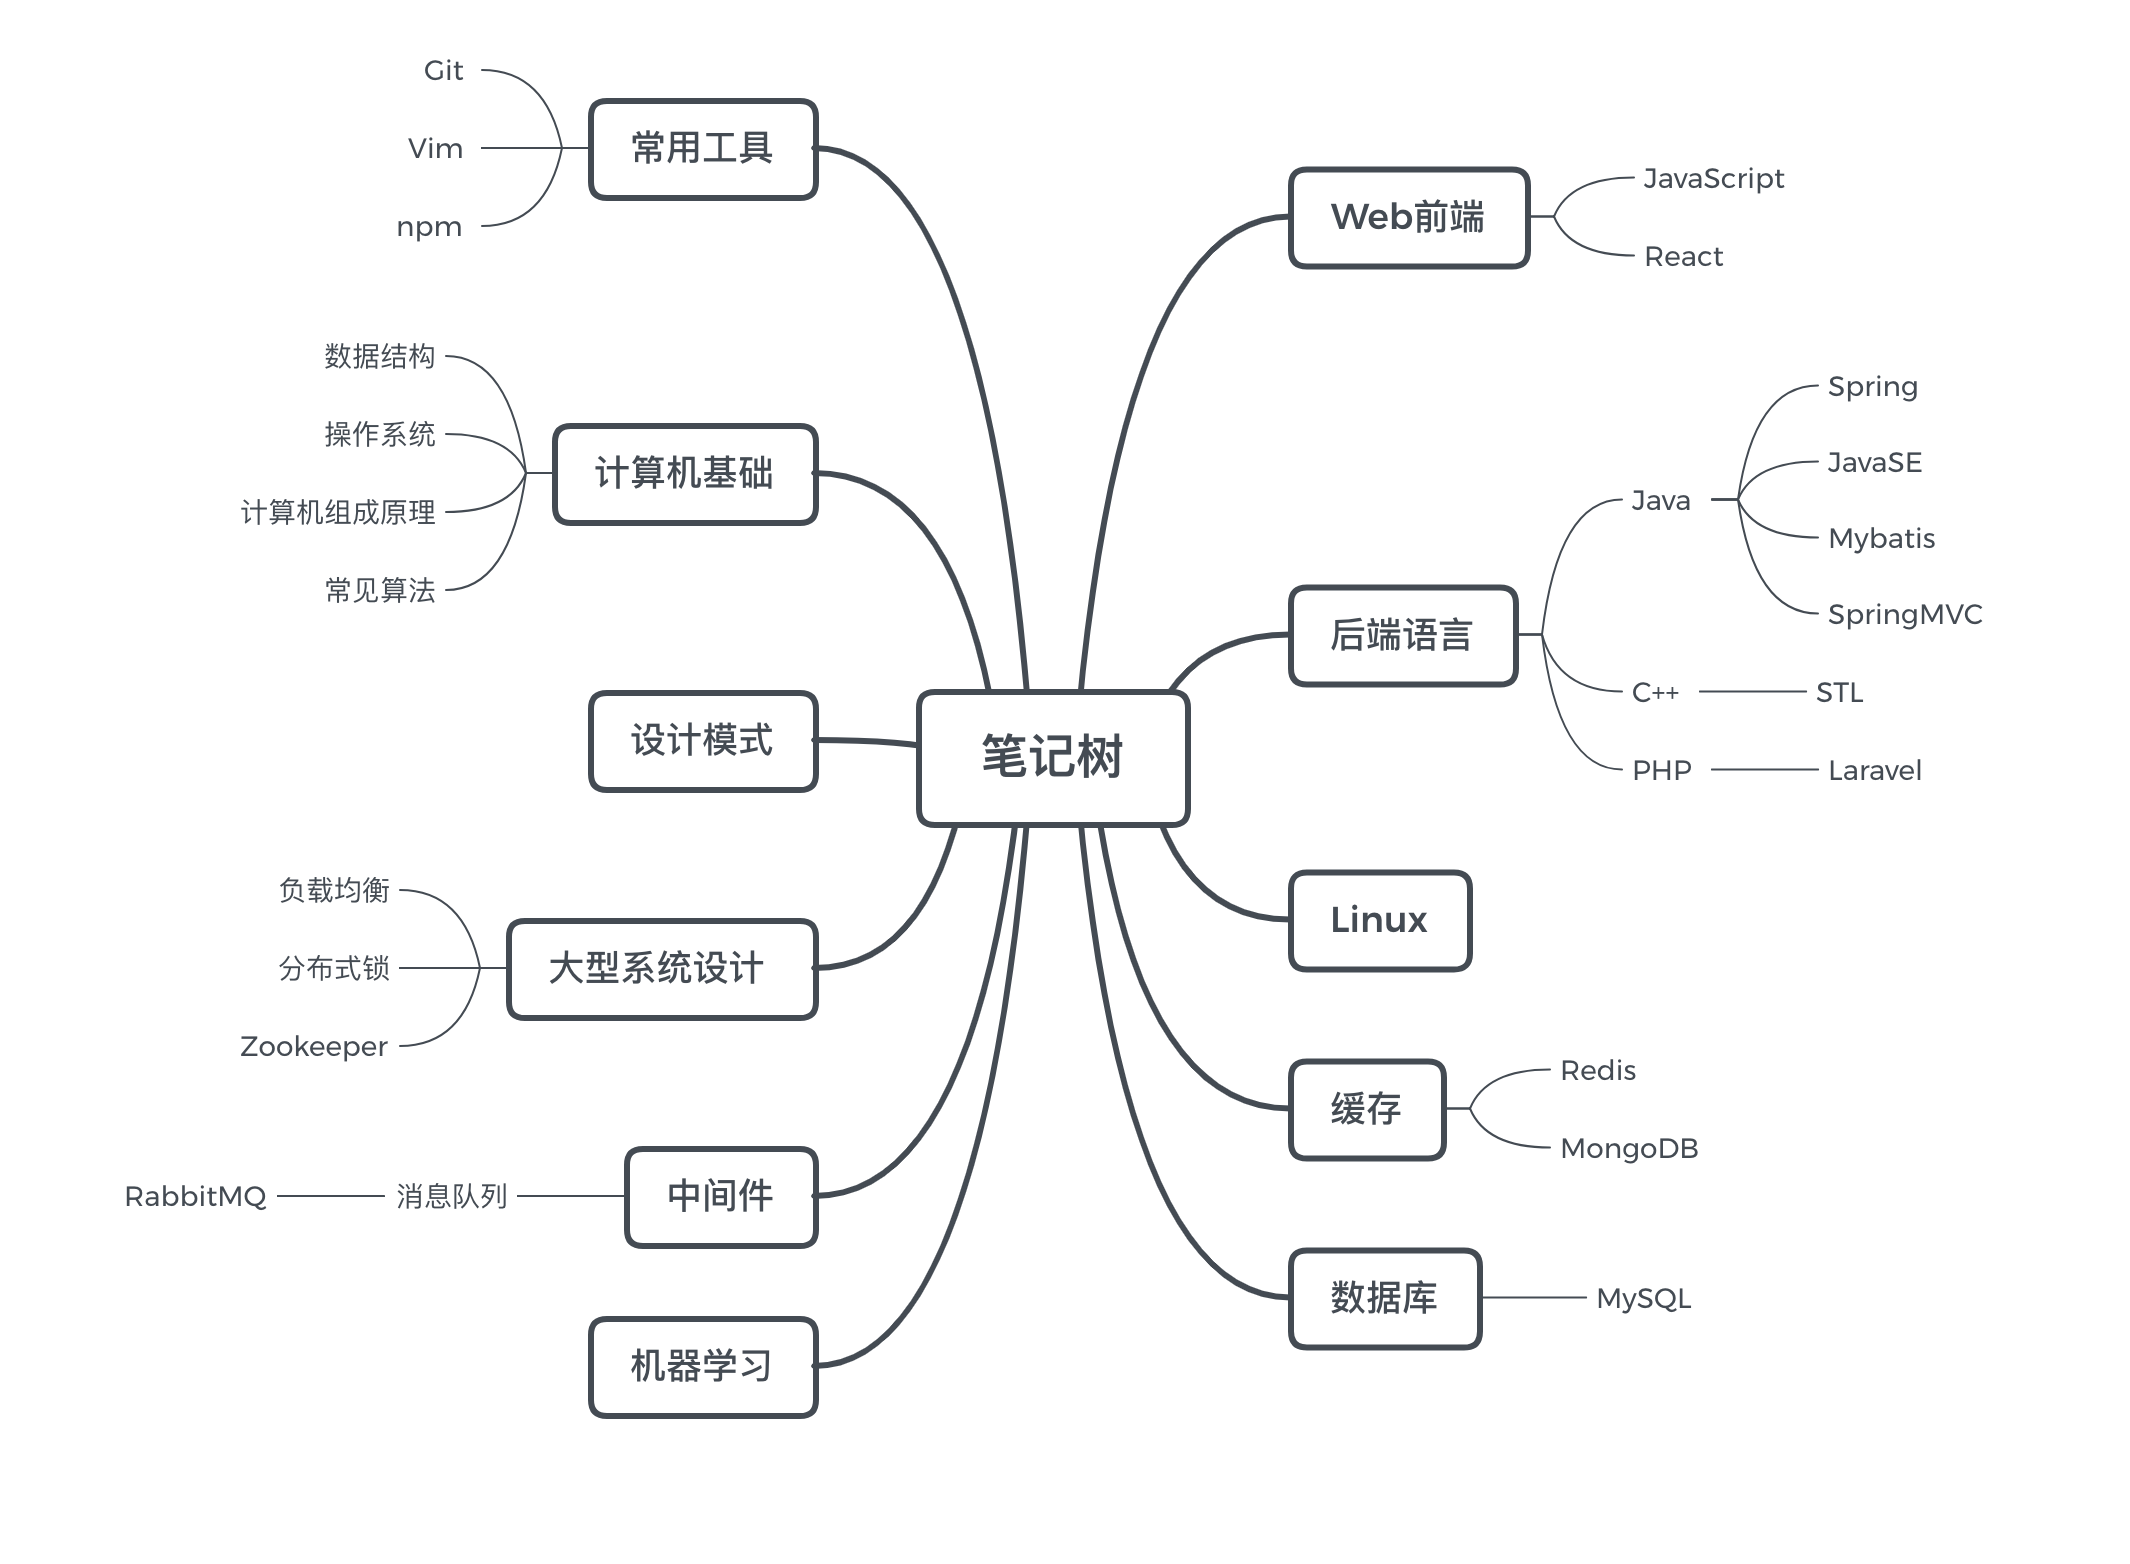 笔记树
Web前端
JavaScript
React
后端语言
Java
Spring
JavaSE
Mybatis
SpringMVC
C++
STL
PHP
Laravel
Linux
缓存
Redis
MongoDB
数据库
MySQL
常用工具
Git
Vim
npm
计算机基础
数据结构
操作系统
计算机组成原理
常见算法
设计模式
大型系统设计
负载均衡
分布式锁
Zookeeper
中间件
消息队列
RabbitMQ
机器学习